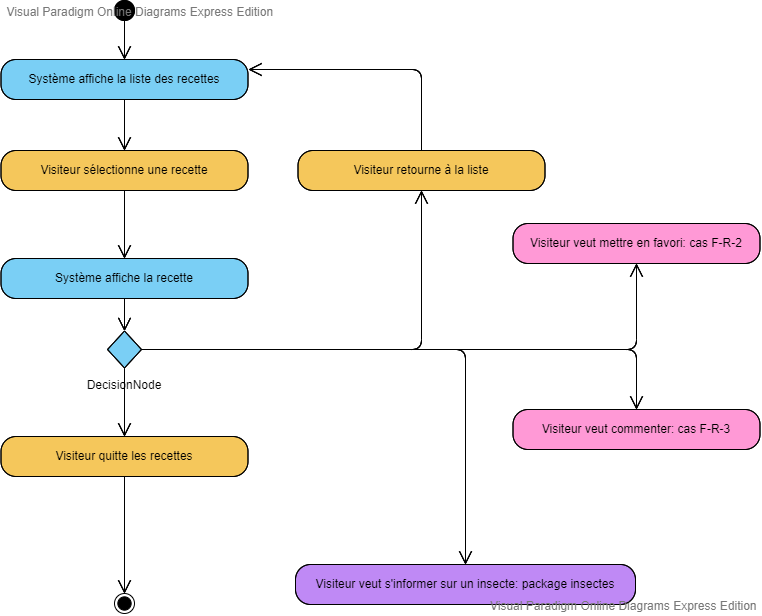 Visual Paradigm Online Diagrams Express Edition
Système affiche la liste des recettes
Visiteur sélectionne une recette
Visiteur retourne à la liste
Visiteur veut mettre en favori: cas F-R-2
Système affiche la recette
DecisionNode
Visiteur veut commenter: cas F-R-3
Visiteur quitte les recettes
Visiteur veut s'informer sur un insecte: package insectes
Visual Paradigm Online Diagrams Express Edition